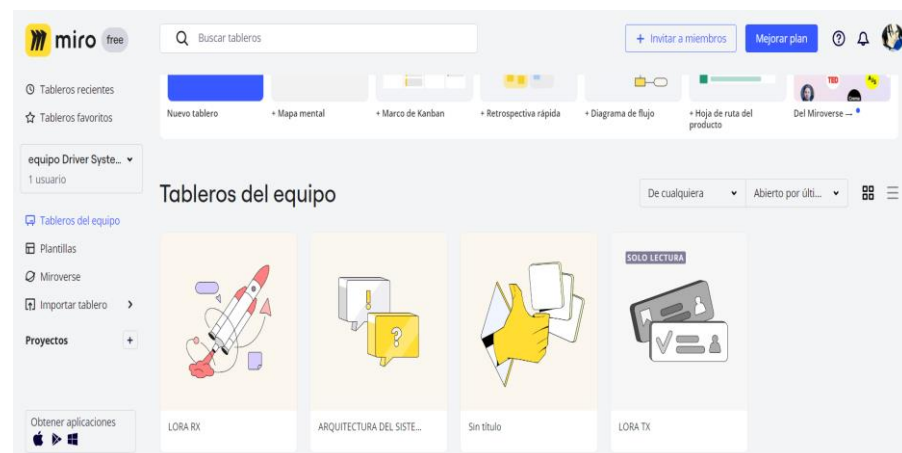 miro free
Buscar tableros
+ Invitar a miembros
Mejorar plan
Tableros recientes
Tableros favoritos
equipo Driver Syste...
1 usuario
Tableros del equipo
Plantillas
Miroverse
Importar tablero
Proyectos +
Obtener aplicaciones
Nuevo tablero
+ Mapa mental
+ Marco de Kanban
+ Retrospectiva rápida
+ Diagrama de flujo
+ Hoja de ruta del
producto
TED
Del Miroverse →
Tableros del equipo
De cualquiera
Abierto por últi...
SOLO LECTURA
LORA RX
ARQUITECTURA DEL SISTE...
Sin título
LORA TX